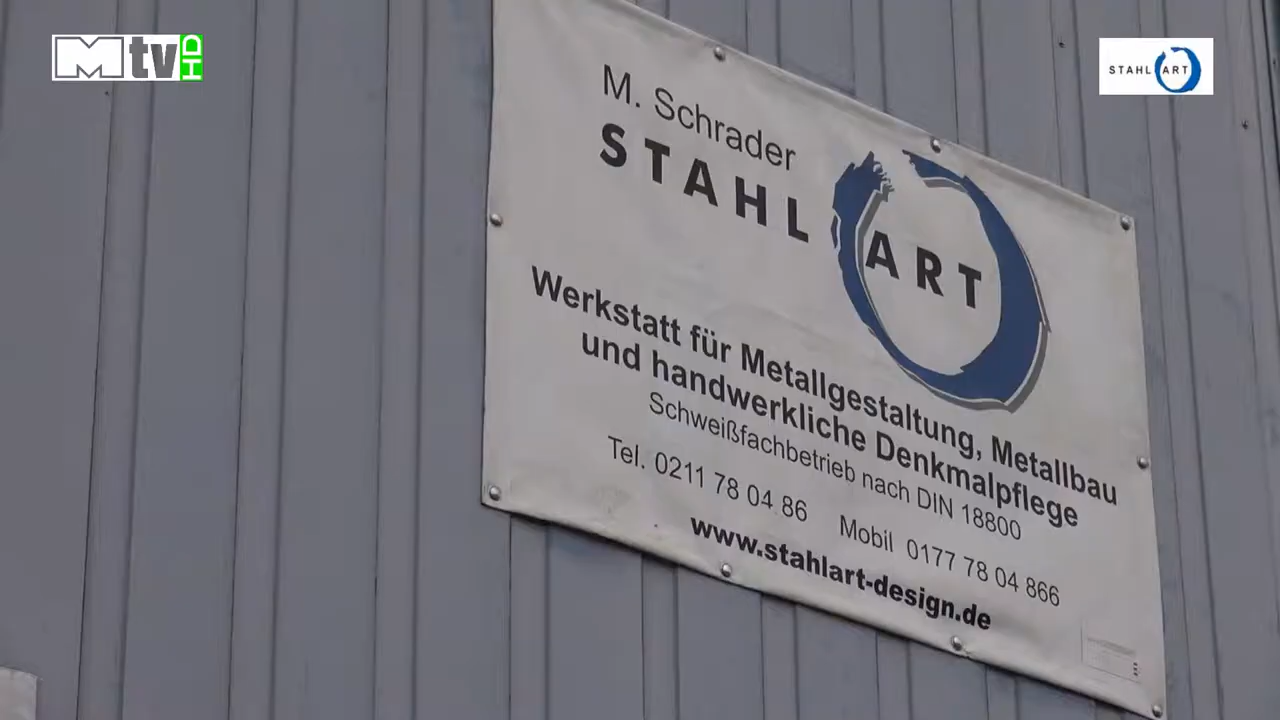 Mtv HD
STAHL ART
M. Schrader
STAHL ART
Werkstatt für Metallgestaltung, Metallbau
und handwerkliche Denkmalpflege
Schweißfachbetrieb nach DIN 18800
Tel. 0211 78 04 86 Mobil 0177 78 04 866
www.stahlart-design.de